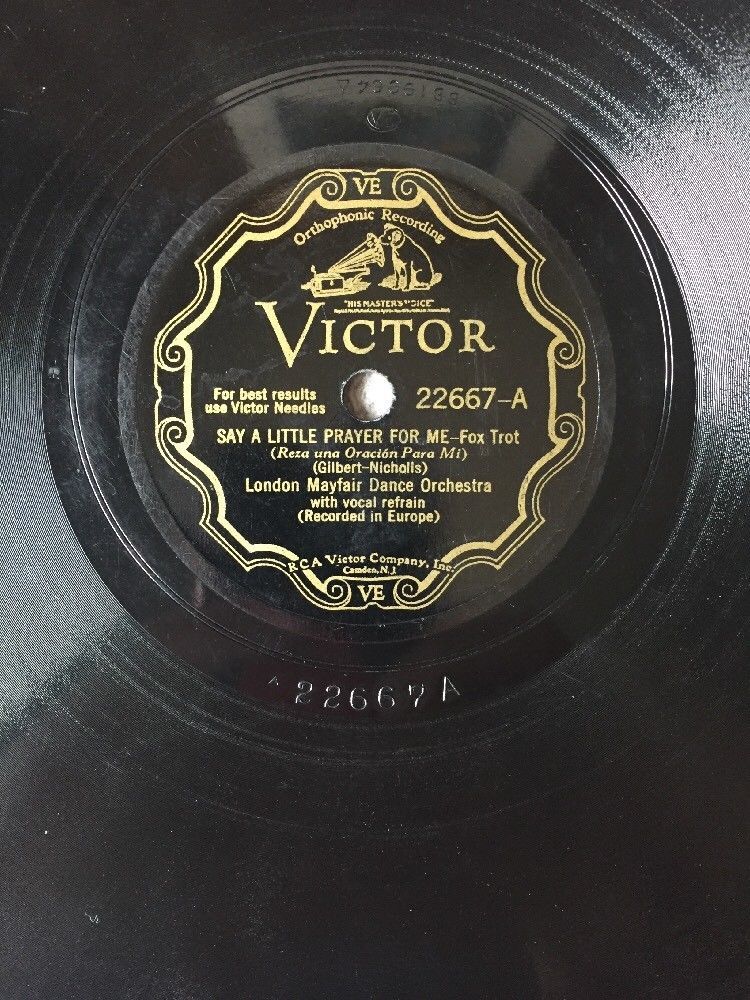 VE
Orthophonic Recording
"HIS MASTER'S VOICE"
VICTOR
For best results
use Victor Needles
22667-A
SAY A LITTLE PRAYER FOR ME-Fox Trot
(Reza una Oración Para Mi)
(Gilbert-Nicholls)
London Mayfair Dance Orchestra
with vocal refrain
(Recorded in Europe)
RCA Victor Company, Inc.
Camden, N.J.
VE
A 22667 A